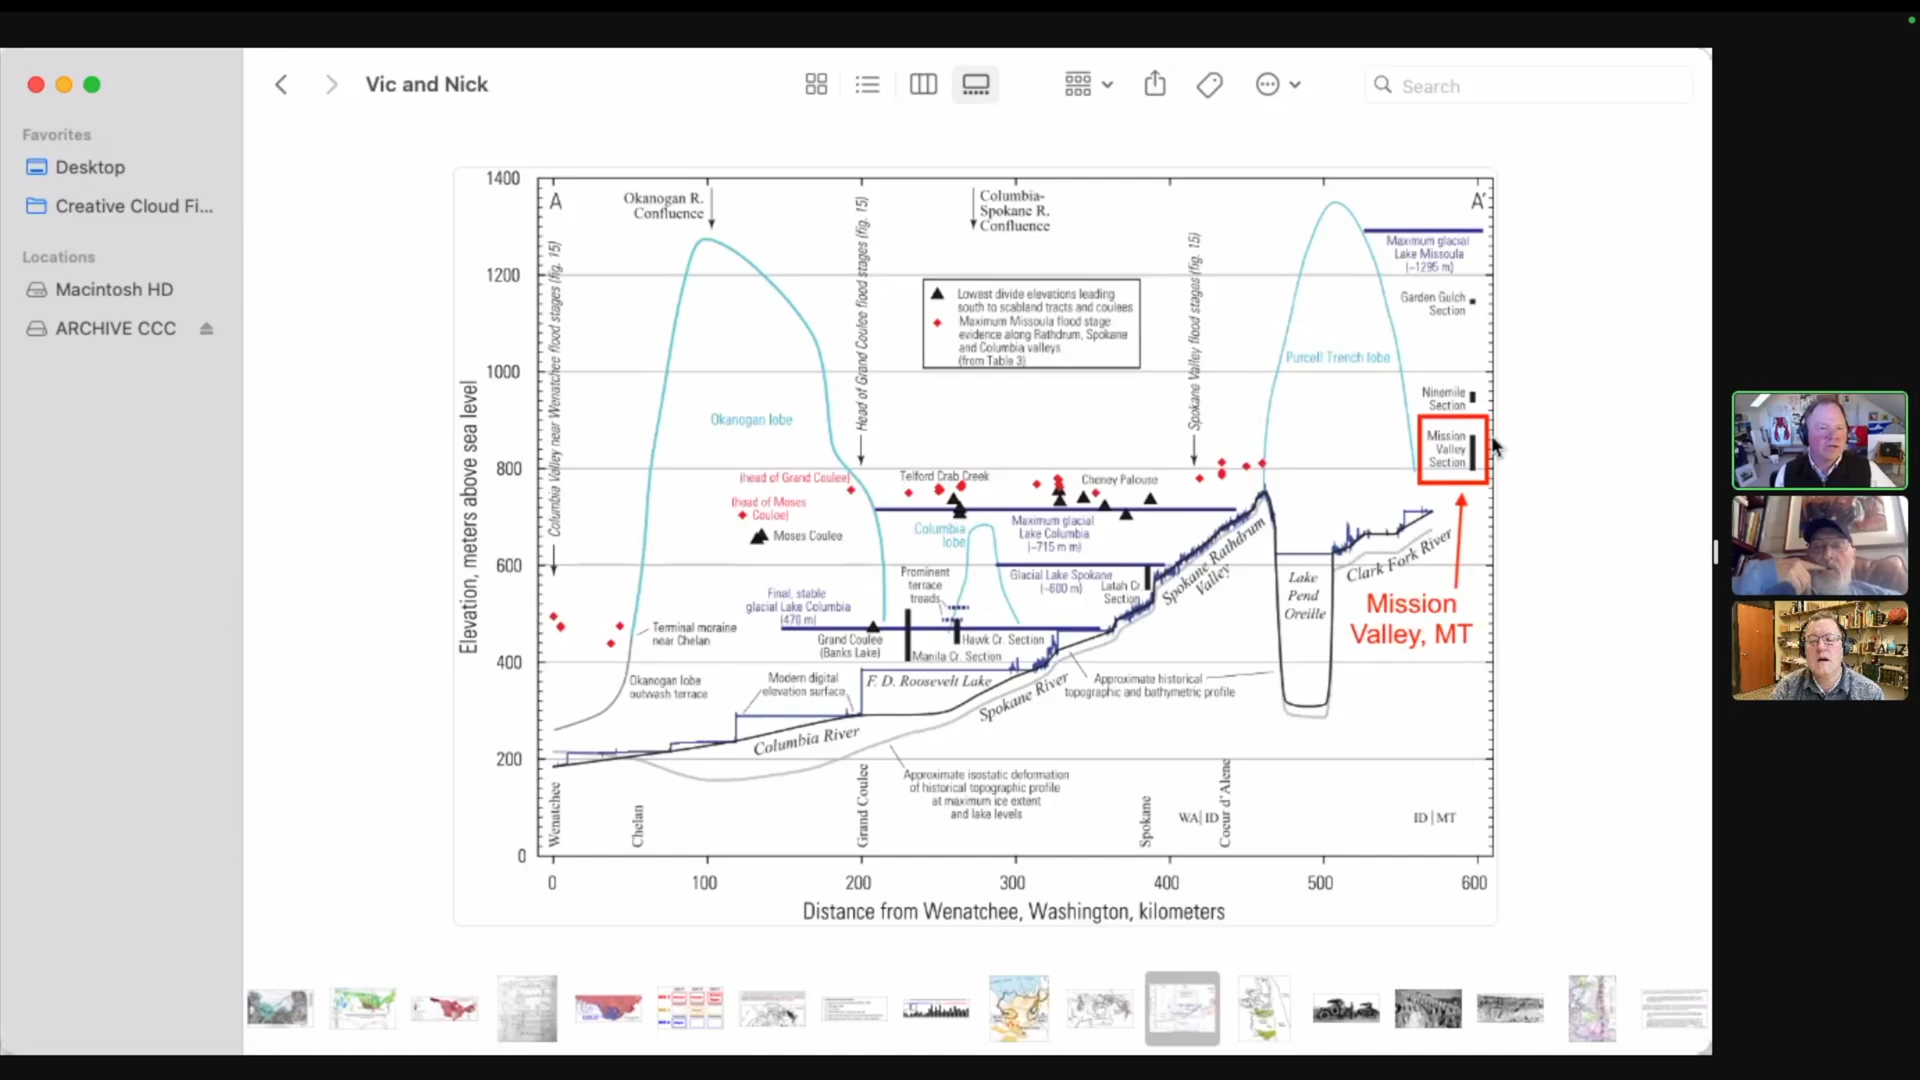 Vic and Nick
Search
Favorites
Desktop
Creative Cloud Fi...
Locations
Macintosh HD
ARCHIVE CCC
1400
1200
1000
800
600
400
200
0
Elevation, meters above sea level
A
A'
Okanogan R.
Confluence
Columbia-
Spokane R.
Confluence
Columbia Valley near Wenatchee flood stages (fig. 15)
Head of Grand Coulee flood stages (fig. 15)
Spokane Valley flood stages (fig. 15)
Maximum glacial
Lake Missoula
(~1295 m)
Garden Gulch
Section
Lowest divide elevations leading
south to scabland tracts and coulees
Maximum Missoula flood stage
evidence along Rathdrum, Spokane
and Columbia valleys
(from Table 3)
Purcell Trench lobe
Ninemile
Section
Okanogan lobe
Mission
Valley
Section
(head of Grand Coulee)
Telford Crab Creek
Cheney Palouse
(head of Moses
Coulee)
Moses Coulee
Columbia
lobe
Maximum glacial
Lake Columbia
(~715 m m)
Prominent
terrace
treads
Glacial Lake Spokane
(~600 m)
Latah Cr
Section
Spokane Rathdrum
Valley
Lake
Pend
Oreille
Clark Fork River
Final, stable
glacial Lake Columbia
(470 m)
Mission
Valley, MT
Terminal moraine
near Chelan
Grand Coulee
(Banks Lake)
Hawk Cr. Section
Manila Cr. Section
Okanogan lobe
outwash terrace
Modern digital
elevation surface
F. D. Roosevelt Lake
Spokane River
Approximate historical
topographic and bathymetric profile
Columbia River
Approximate isostatic deformation
of historical topographic profile
at maximum ice extent
and lake levels
Wenatchee
Chelan
Grand Coulee
Spokane
WA|ID
Coeur d'Alene
ID|MT
0 100 200 300 400 500 600
Distance from Wenatchee, Washington, kilometers